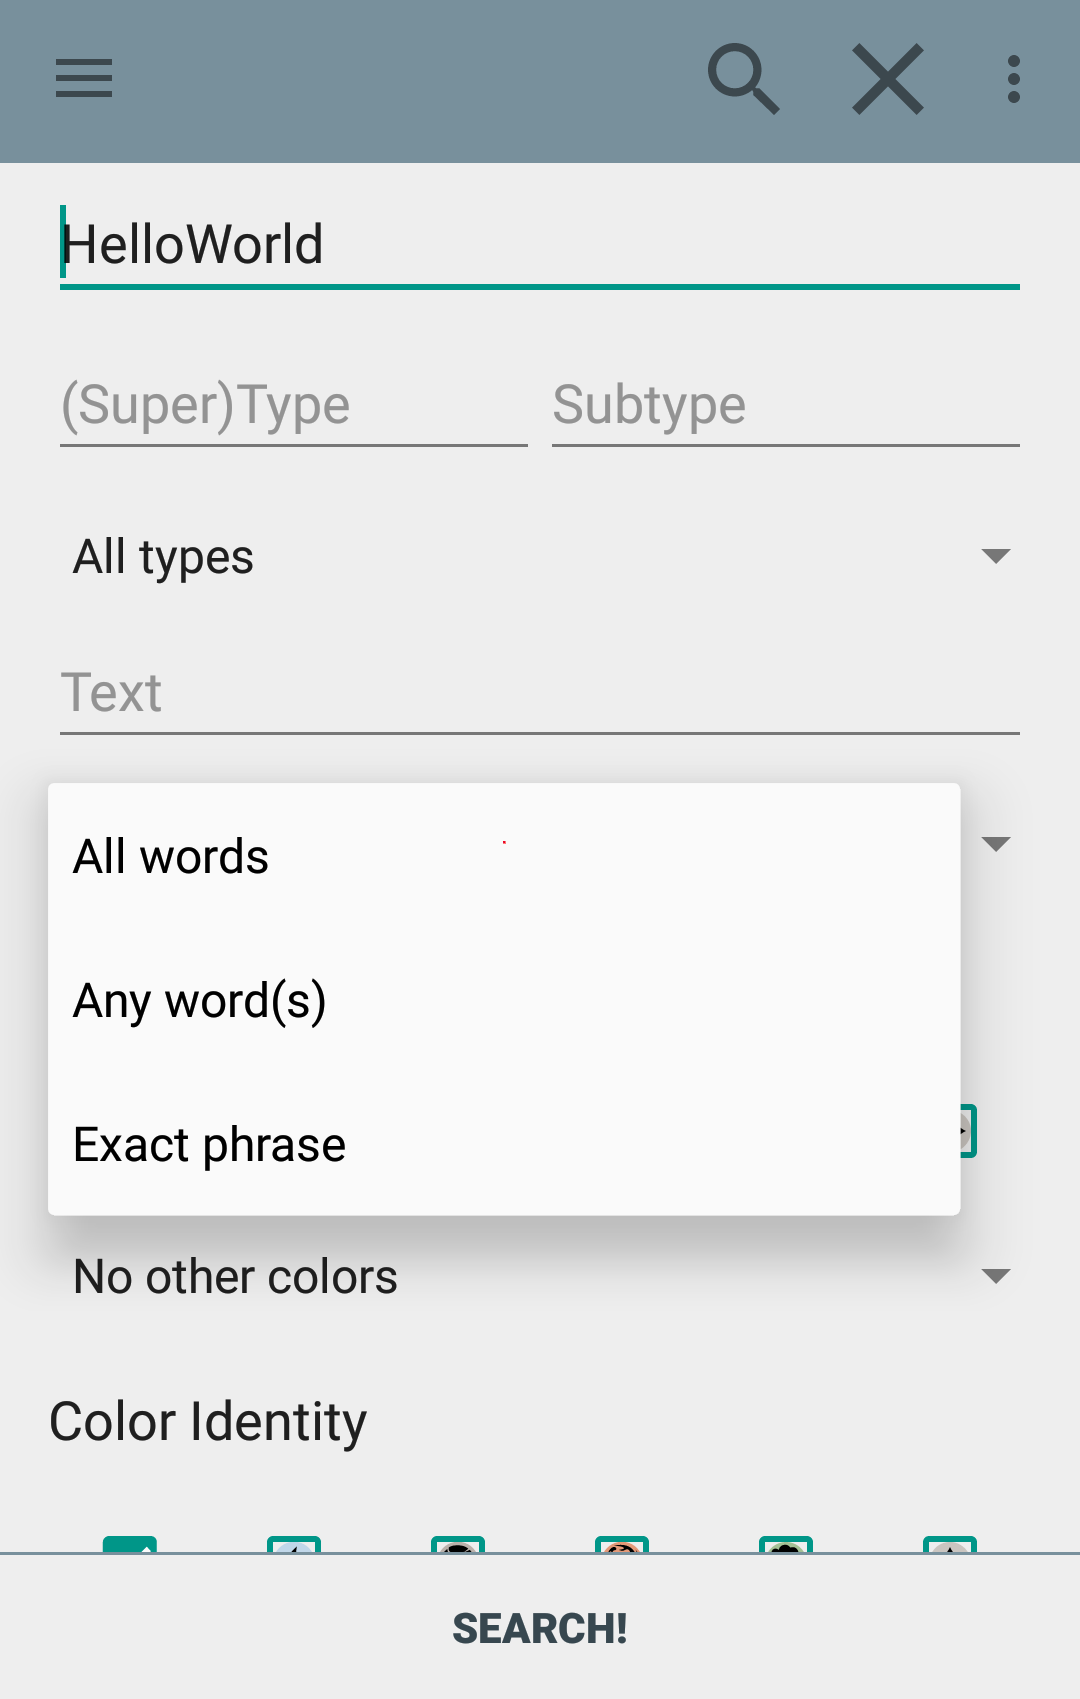 HelloWorld
(Super)Type Subtype
All types
Text
All words
Any word(s)
Exact phrase
No other colors
Color Identity
SEARCH!